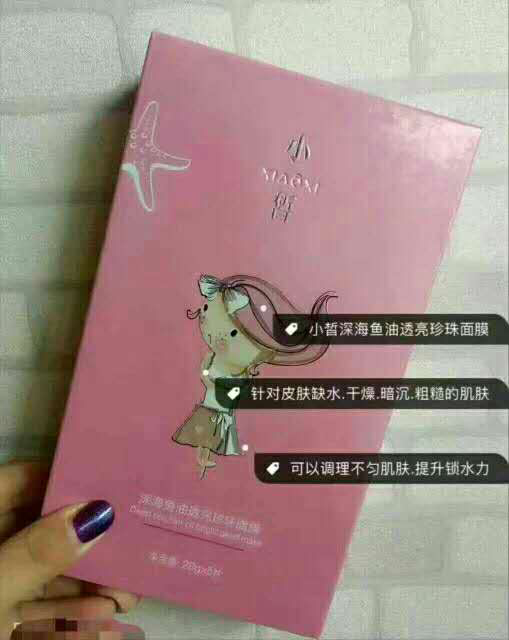 小
XIAOXI
皙
小皙深海鱼油透亮珍珠面膜
针对皮肤缺水.干燥.暗沉.粗糙的肌肤
可以调理不匀肌肤.提升锁水力
深海鱼油透亮珍珠面膜